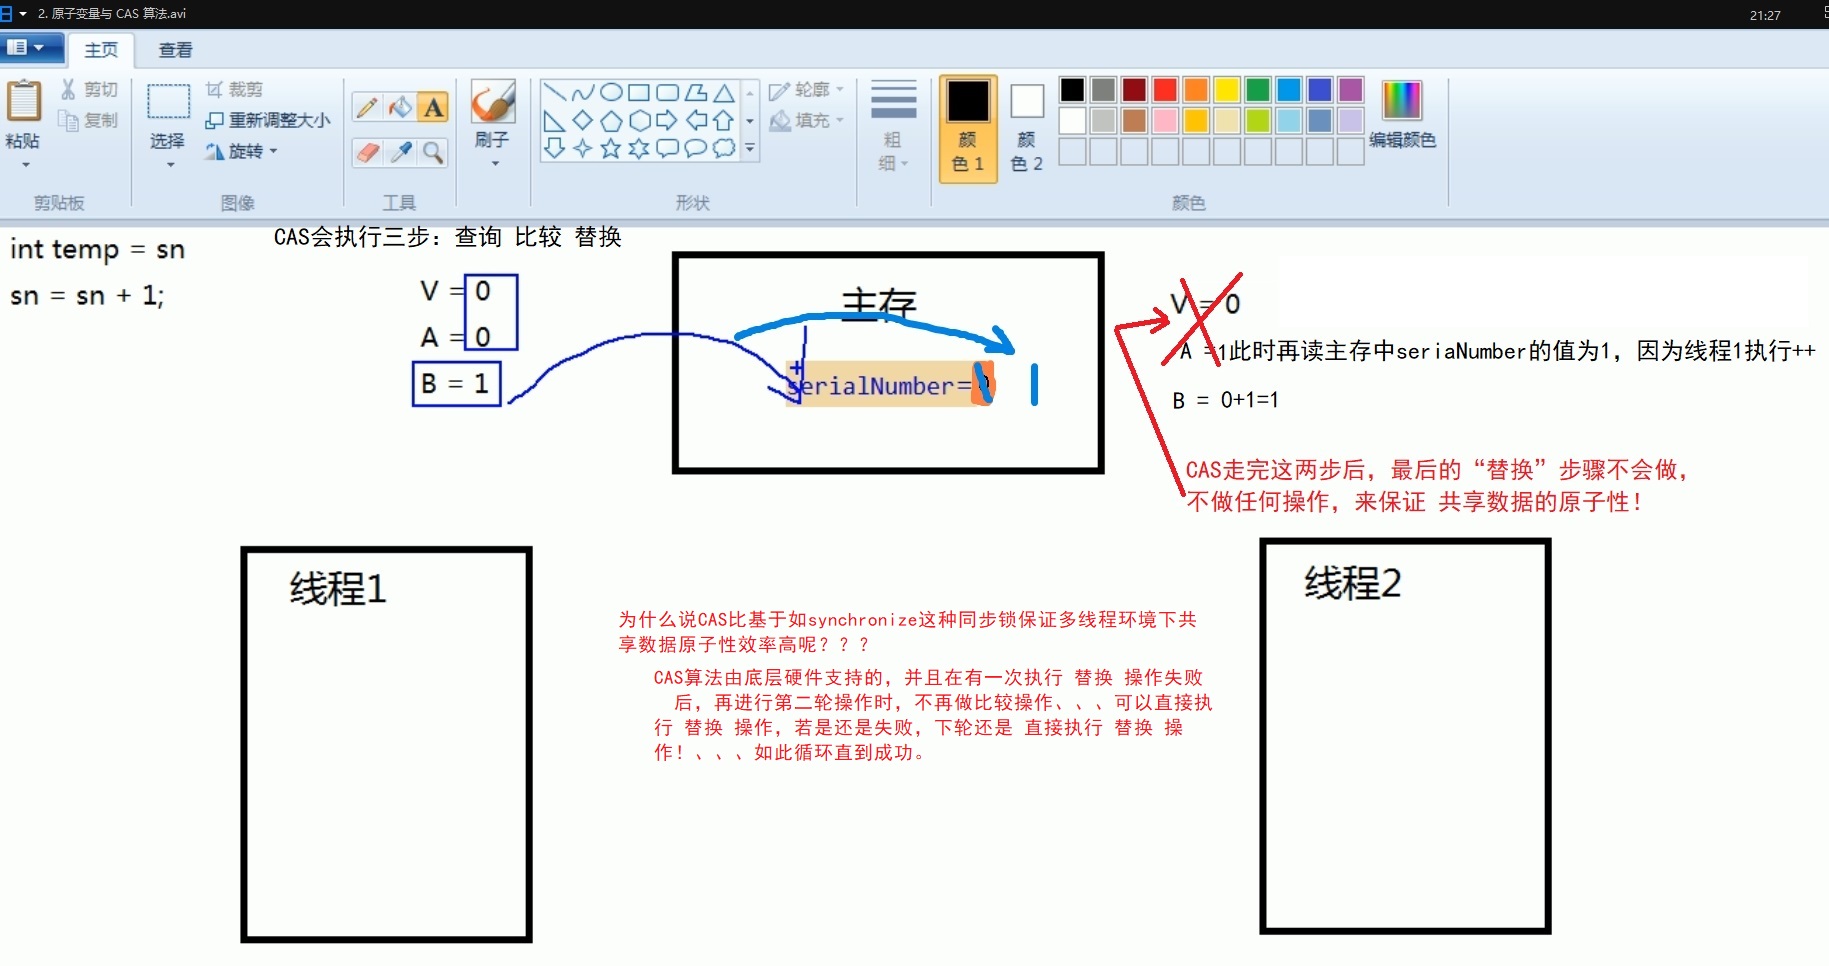 2. 原子变量与 CAS 算法.avi
21:27
主页
查看
粘贴
剪切
复制
剪贴板
选择
裁剪
重新调整大小
旋转
图像
A
工具
刷子
轮廓
填充
形状
粗细
颜色 1
颜色 2
编辑颜色
颜色
int temp = sn
sn = sn + 1;
CAS会执行三步：查询 比较 替换
V = 0
A = 0
B = 1
主存
serialNumber=
1
V = 0
A =1此时再读主存中seriaNumber的值为1，因为线程1执行++
B = 0+1=1
CAS走完这两步后，最后的“替换”步骤不会做，
不做任何操作，来保证 共享数据的原子性！
线程1
线程2
为什么说CAS比基于如synchronize这种同步锁保证多线程环境下共
享数据原子性效率高呢？？？
CAS算法由底层硬件支持的，并且在有一次执行 替换 操作失败
后，再进行第二轮操作时，不再做比较操作、、、可以直接执
行 替换 操作，若是还是失败，下轮还是 直接执行 替换 操
作！、、、如此循环直到成功。